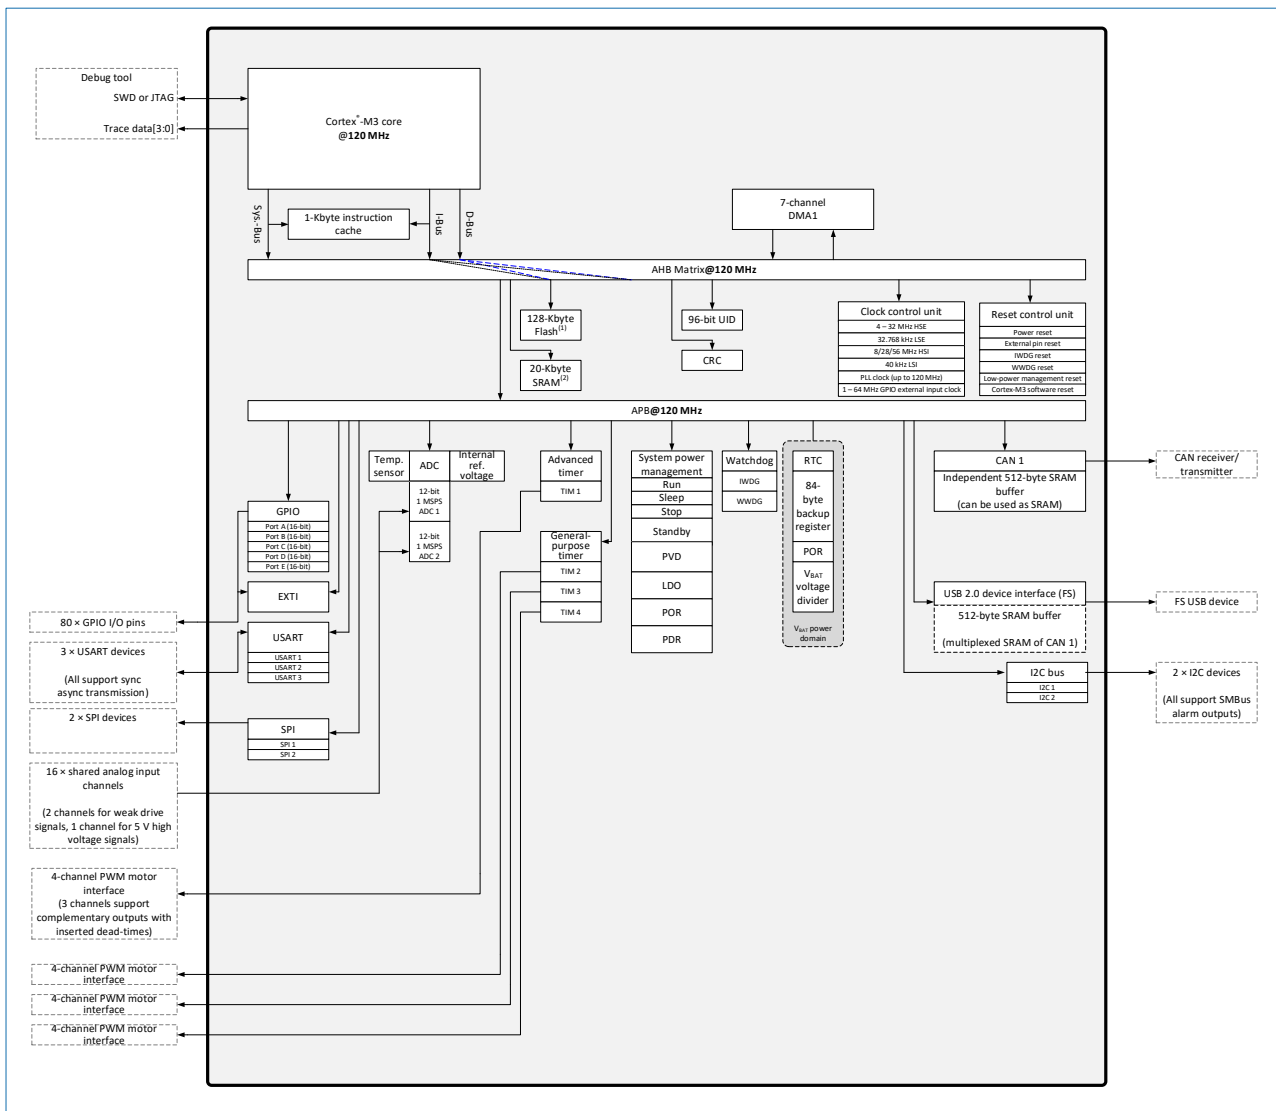 Debug tool
SWD or JTAG
Trace data[3:0]
Cortex®-M3 core
@120 MHz
Sys.-Bus
1-Kbyte instruction
cache
I-Bus
D-Bus
7-channel
DMA1
AHB Matrix@120 MHz
128-Kbyte
Flash(1)
20-Kbyte
SRAM(2)
96-bit UID
CRC
Clock control unit
4 – 32 MHz HSE
32.768 kHz LSE
8/28/56 MHz HSI
40 kHz LSI
PLL clock (up to 120 MHz)
1 – 64 MHz GPIO external input clock
Reset control unit
Power reset
External pin reset
IWDG reset
WWDG reset
Low-power management reset
Cortex-M3 software reset
APB@120 MHz
GPIO
Port A (16-bit)
Port B (16-bit)
Port C (16-bit)
Port D (16-bit)
Port E (16-bit)
EXTI
USART
USART 1
USART 2
USART 3
SPI
SPI 1
SPI 2
Temp.
sensor
ADC
Internal
ref.
voltage
12-bit
1 MSPS
ADC 1
12-bit
1 MSPS
ADC 2
Advanced
timer
TIM 1
General-
purpose
timer
TIM 2
TIM 3
TIM 4
System power
management
Run
Sleep
Stop
Standby
PVD
LDO
POR
PDR
Watchdog
IWDG
WWDG
RTC
84-
byte
backup
register
POR
VBAT
voltage
divider
VBAT power
domain
CAN 1
Independent 512-byte SRAM
buffer
(can be used as SRAM)
USB 2.0 device interface (FS)
512-byte SRAM buffer
(multiplexed SRAM of CAN 1)
I2C bus
I2C 1
I2C 2
CAN receiver/
transmitter
FS USB device
2 × I2C devices
(All support SMBus
alarm outputs)
80 × GPIO I/O pins
3 × USART devices
(All support sync
async transmission)
2 × SPI devices
16 × shared analog input
channels
(2 channels for weak drive
signals, 1 channel for 5 V high
voltage signals)
4-channel PWM motor
interface
(3 channels support
complementary outputs with
inserted dead-times)
4-channel PWM motor
interface
4-channel PWM motor
interface
4-channel PWM motor
interface